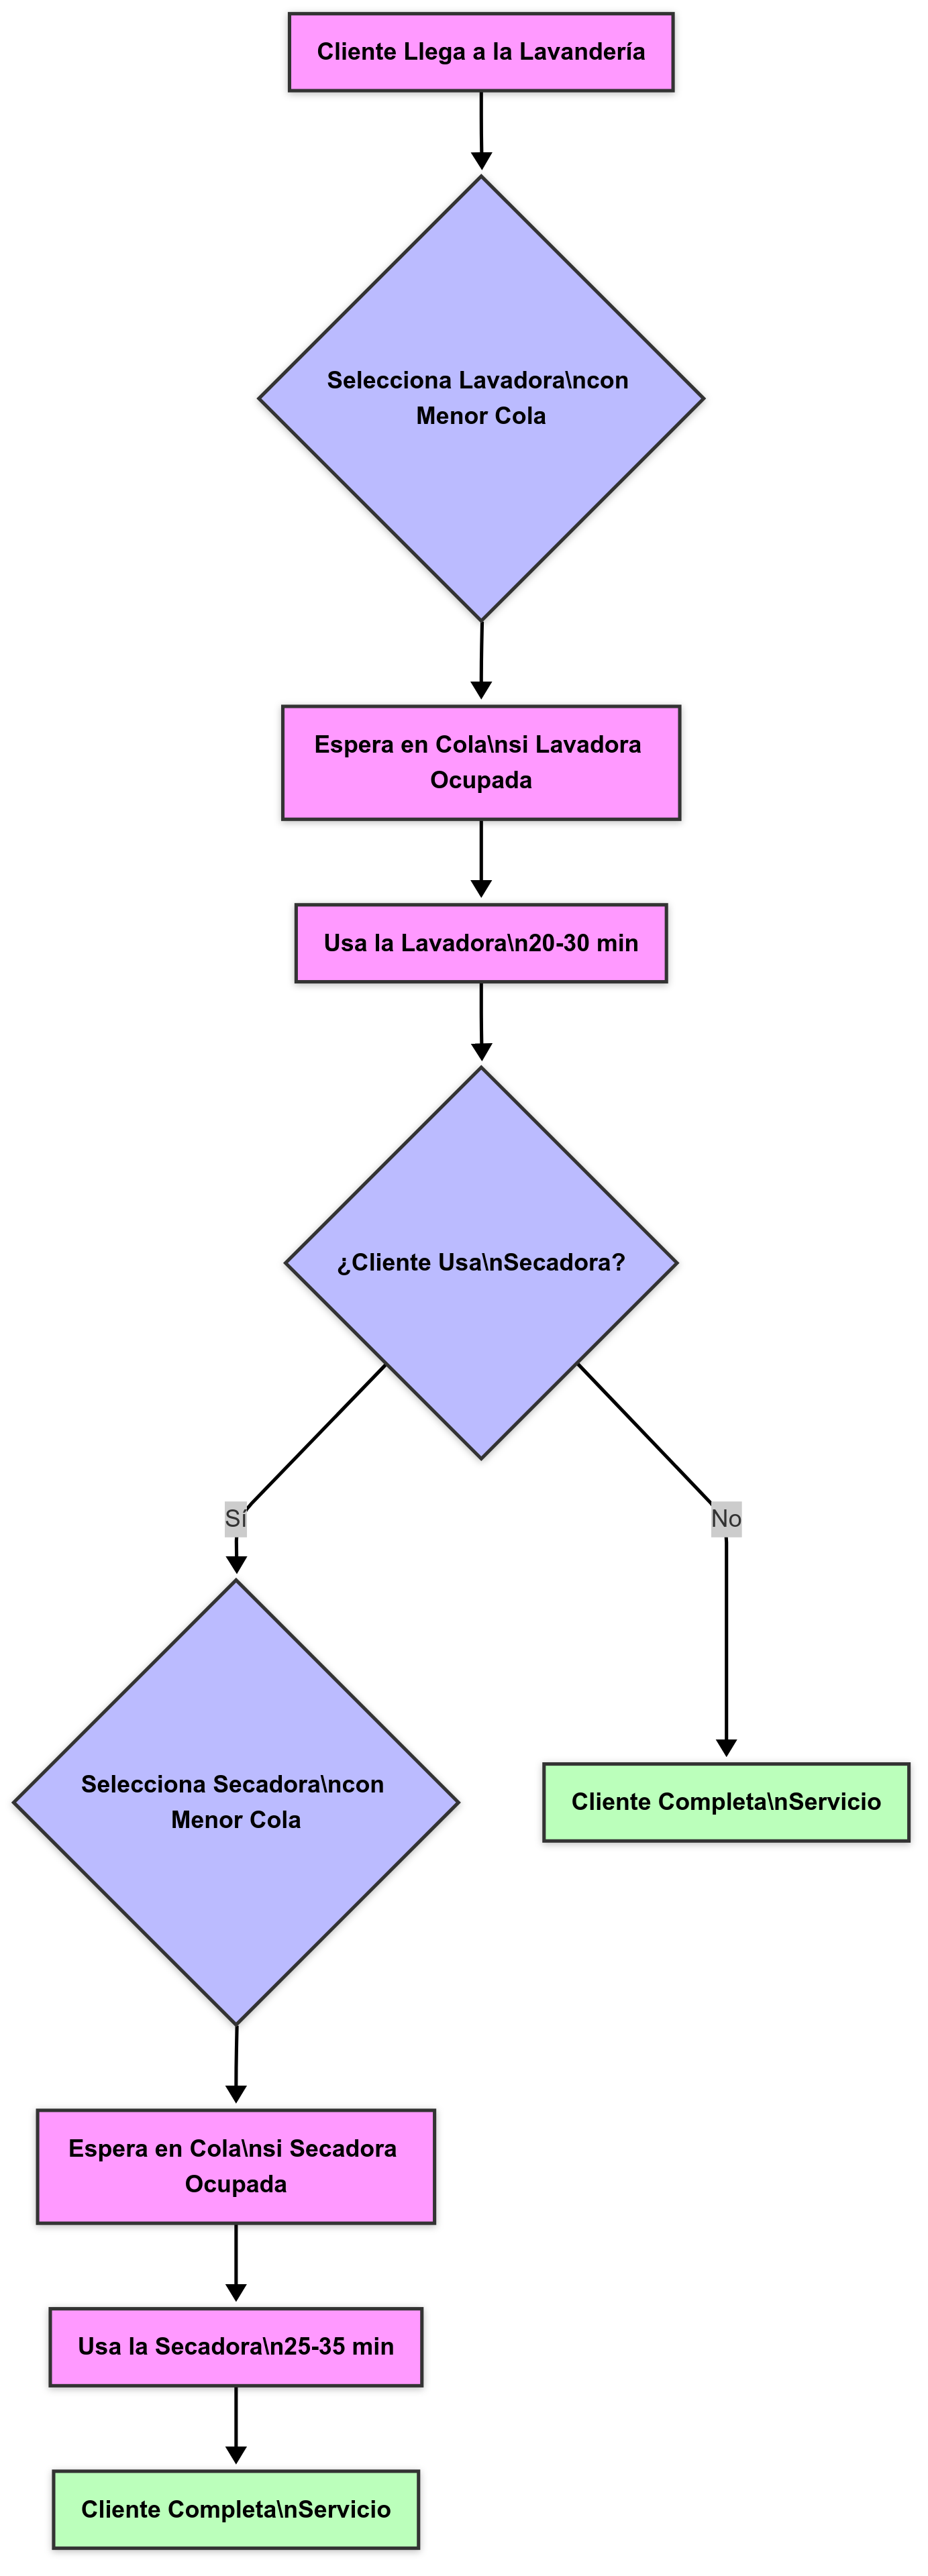 Cliente Llega a la Lavandería
Selecciona Lavadora\ncon
Menor Cola
Espera en Cola\nsi Lavadora
Ocupada
Usa la Lavadora\n20-30 min
¿Cliente Usa\nSecadora?
Sí
No
Selecciona Secadora\ncon
Menor Cola
Cliente Completa\nServicio
Espera en Cola\nsi Secadora
Ocupada
Usa la Secadora\n25-35 min
Cliente Completa\nServicio